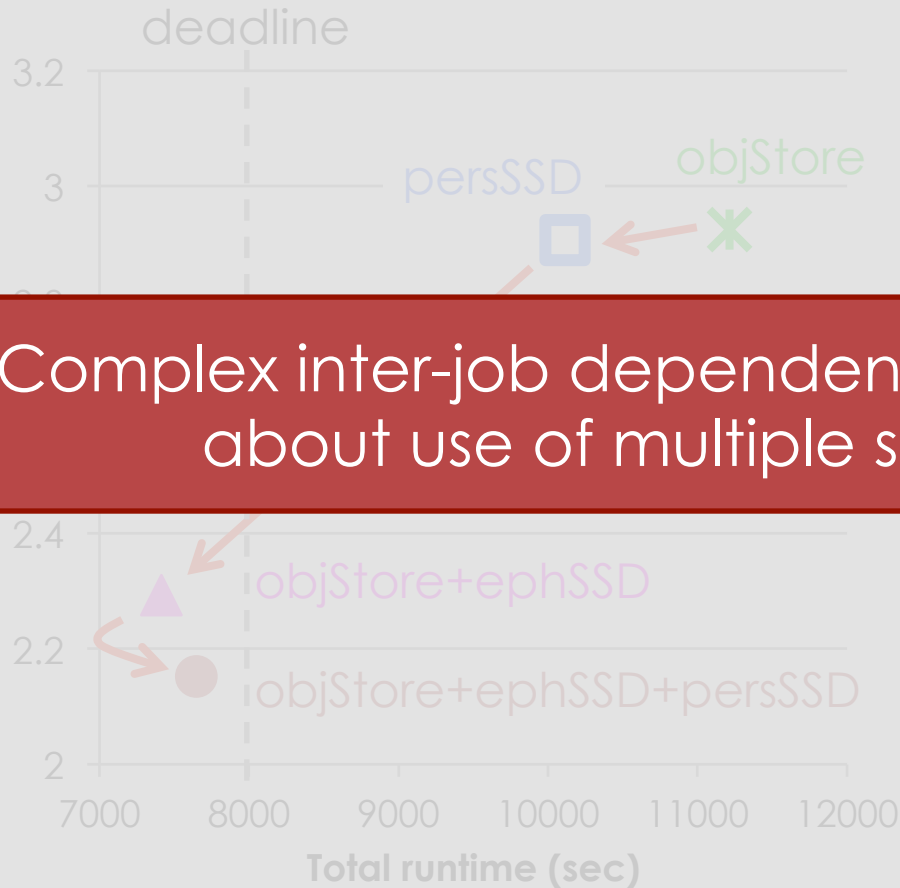 deadline
3.2
objStore
persSSD
3
Complex inter-job
about use of multiple
2.4
objStore+ephSSD
2.2
objStore+ephSSD+persSSD
2
7000 8000 9000 10000 11000 12000
Total runtime (sec)